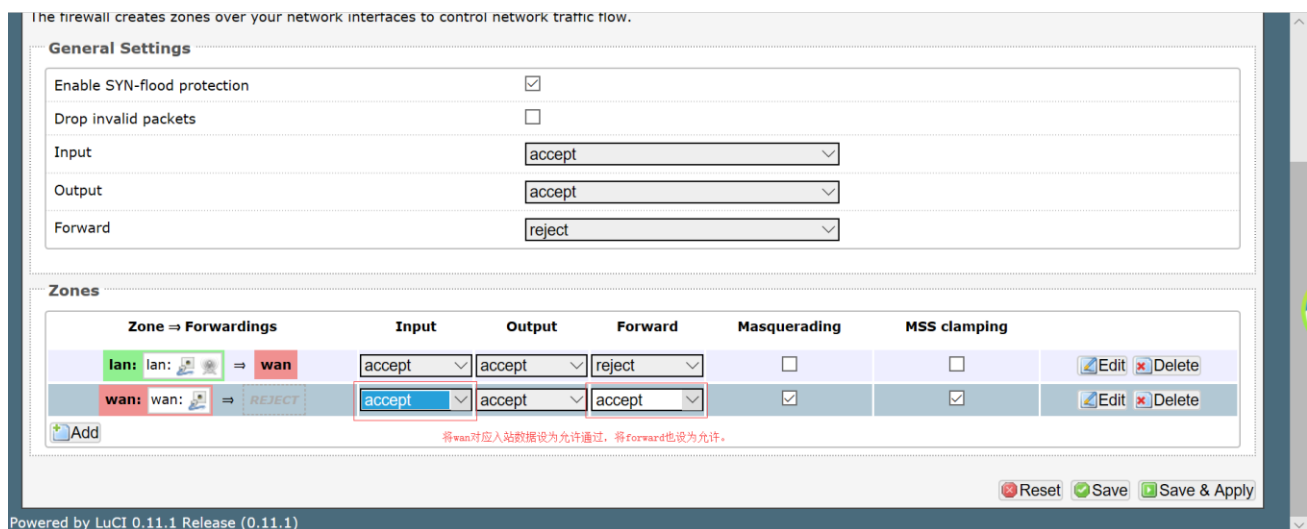 The firewall creates zones over your network interfaces to control network traffic flow.
General Settings
Enable SYN-flood protection
Drop invalid packets
Input accept
Output accept
Forward reject
Zones
Zone ⇒ Forwardings Input Output Forward Masquerading MSS clamping
lan: lan: ⇒ wan accept accept reject Edit Delete
wan: wan: ⇒ REJECT accept accept accept Edit Delete
Add
将wan对应入站数据设为允许通过，将forward也设为允许。
Reset Save Save & Apply
Powered by LuCI 0.11.1 Release (0.11.1)